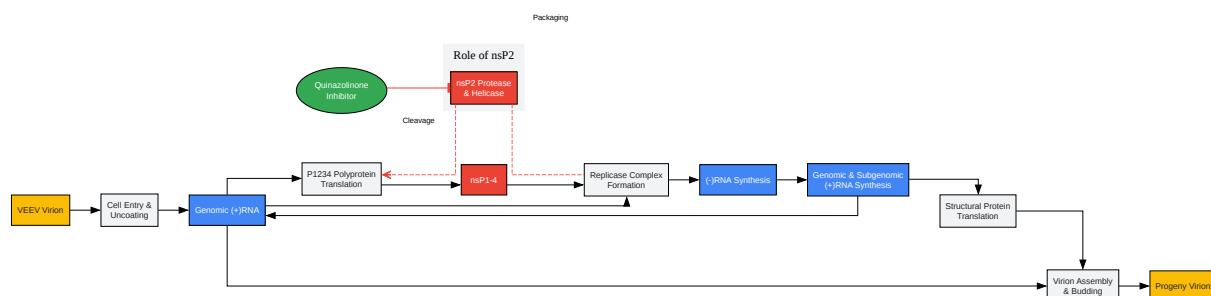 Packaging
Role of nsP2
Quinazolinone
Inhibitor
nsP2 Protease
& Helicase
Cleavage
P1234 Polyprotein
Translation
nsP1-4
Replicase Complex
Formation
(-)RNA Synthesis
Genomic & Subgenomic
(+)RNA Synthesis
VEEV Virion
Cell Entry &
Uncoating
Genomic (+)RNA
Structural Protein
Translation
Virion Assembly
& Budding
Progeny Virions